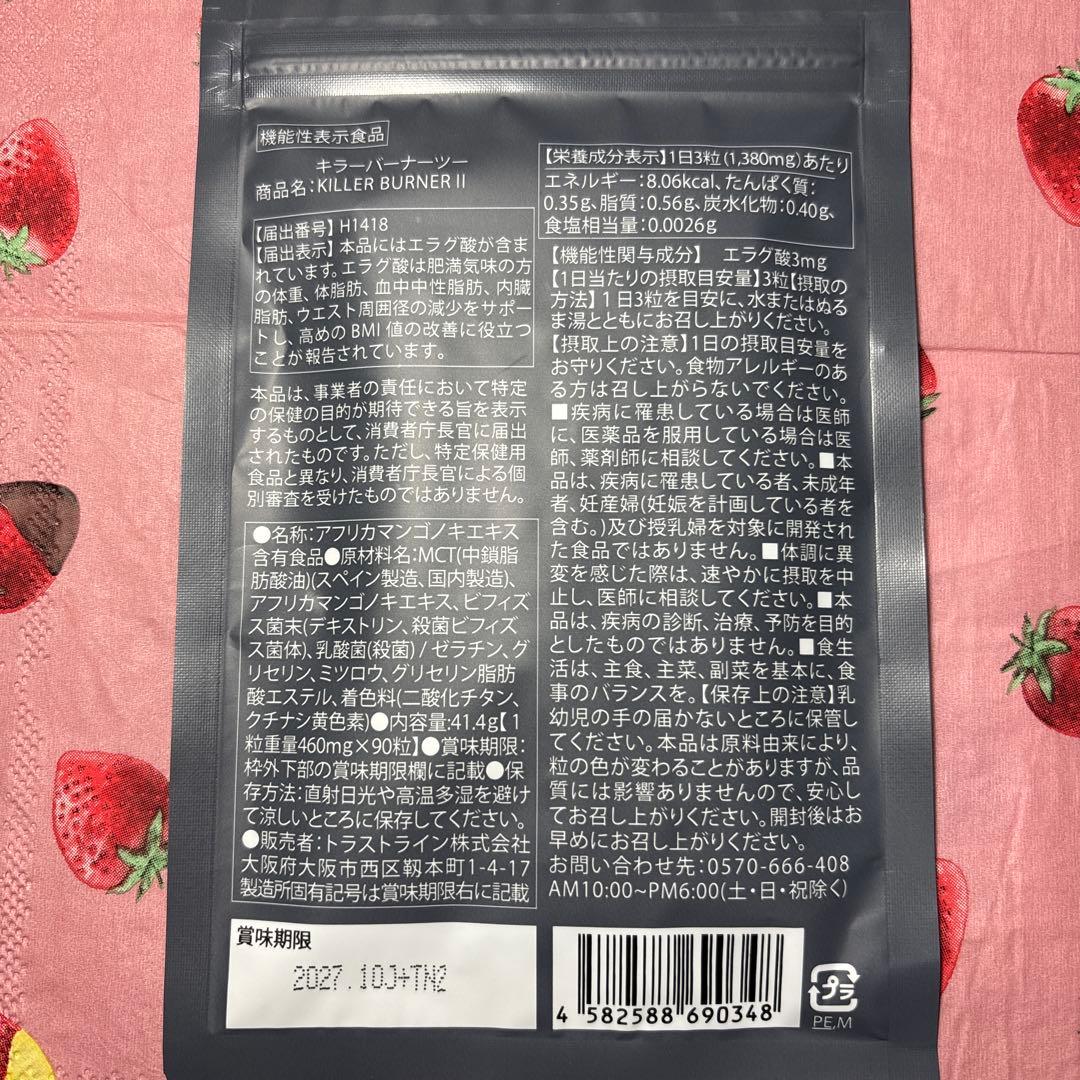 機能性表示食品
キラーバーナーツー
商品名：KILLER BURNER II
【届出番号】H1418
【届出表示】本品にはエラグ酸が含ま
れています。エラグ酸は肥満気味の方
の体重、体脂肪、血中中性脂肪、内臓
脂肪、ウエスト周囲径の減少をサポー
トし、高めの BMI 値の改善に役立つ
ことが報告されています。
本品は、事業者の責任において特定
の保健の目的が期待できる旨を表示
するものとして、消費者庁長官に届出
されたものです。ただし、特定保健用
食品と異なり、消費者庁長官による個
別審査を受けたものではありません。
●名称：アフリカマンゴノキエキス
含有食品●原材料名：MCT(中鎖脂
肪酸油)(スペイン製造、国内製造)、
アフリカマンゴノキエキス、ビフィズ
ス菌末(デキストリン、殺菌ビフィズ
ス菌体)、乳酸菌(殺菌) / ゼラチン、グ
リセリン、ミツロウ、グリセリン脂肪
酸エステル、着色料(二酸化チタン、
クチナシ黄色素)●内容量：41.4g【1
粒重量460mg×90粒】●賞味期限：
枠外下部の賞味期限欄に記載●保
存方法：直射日光や高温多湿を避け
て涼しいところに保存してください。
●販売者：トラストライン株式会社
大阪府大阪市西区靱本町1-4-17
製造所固有記号は賞味期限右に記載
【栄養成分表示】1日3粒(1,380mg)あたり
エネルギー：8.06kcal、たんぱく質：
0.35g、脂質：0.56g、炭水化物：0.40g、
食塩相当量：0.0026g
【機能性関与成分】 エラグ酸3mg
【1日当たりの摂取目安量】3粒【摂取の
方法】1日3粒を目安に、水またはぬる
ま湯とともにお召し上がりください。
【摂取上の注意】1日の摂取目安量を
お守りください。食物アレルギーのあ
る方は召し上がらないでください。
■疾病に罹患している場合は医師
に、医薬品を服用している場合は医
師、薬剤師に相談してください。■本
品は、疾病に罹患している者、未成年
者、妊産婦(妊娠を計画している者を
含む。)及び授乳婦を対象に開発され
た食品ではありません。■体調に異
変を感じた際は、速やかに摂取を中
止し、医師に相談してください。■本
品は、疾病の診断、治療、予防を目的
としたものではありません。■食生
活は、主食、主菜、副菜を基本に、食
事のバランスを。【保存上の注意】乳
幼児の手の届かないところに保管し
てください。本品は原料由来により、
粒の色が変わることがありますが、品
質には影響ありませんので、安心し
てお召し上がりください。開封後はお
早めにお召し上がりください。
お問い合わせ先：0570-666-408
AM10:00~PM6:00(土・日・祝除く)
賞味期限
2027.10J+TN2
4 582588 690348
プラ
PE,M